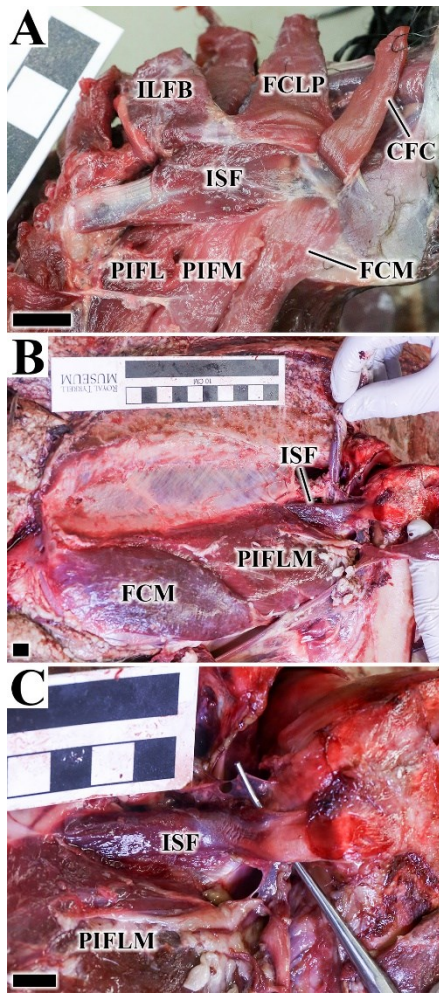 A
ILFB
FCLP
CFC
ISF
PIFL PIFM
FCM
B
ROYAL TYRRELL
MUSEUM
10 CM
ISF
PIFLM
FCM
C
ISF
PIFLM